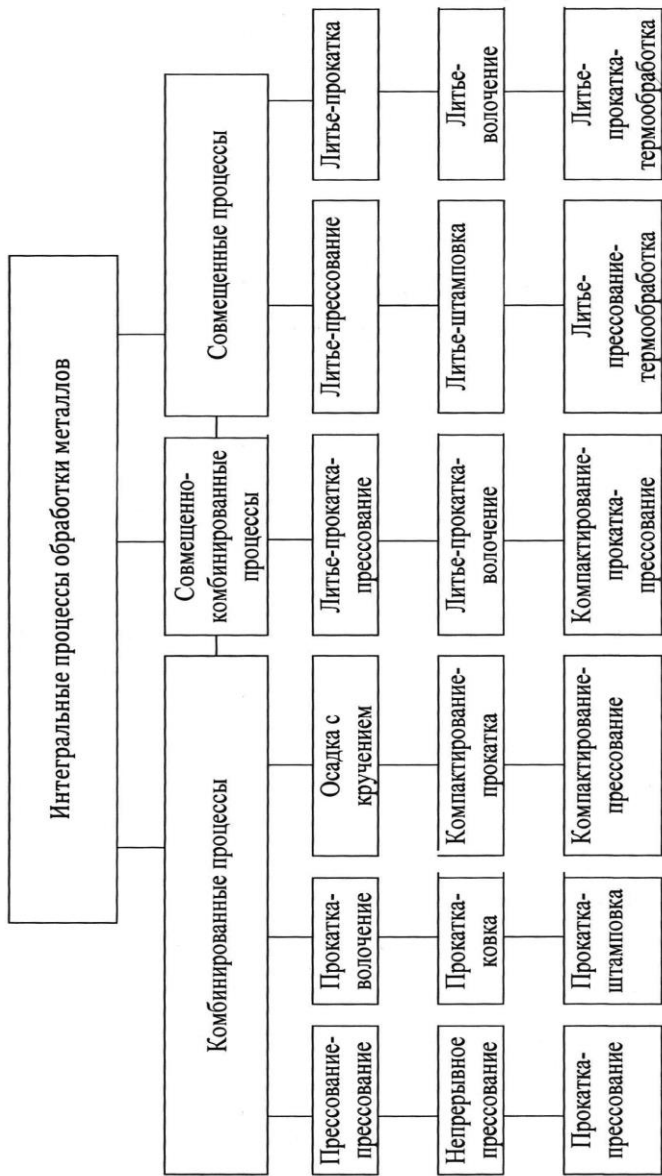 Интегральные процессы обработки металлов
Комбинированные процессы
Совмещенно-
комбинированные
процессы
Совмещенные процессы
Прессование-
прессование
Прокатка-
волочение
Осадка с
кручением
Литье-прокатка-
прессование
Литье-прессование
Литье-прокатка
Непрерывное
прессование
Прокатка-
ковка
Компактирование-
прокатка
Литье-прокатка-
волочение
Литье-штамповка
Литье-
волочение
Прокатка-
прессование
Прокатка-
штамповка
Компактирование-
прессование
Компактирование-
прокатка-
прессование
Литье-
прессование-
термообработка
Литье-
прокатка-
термообработка